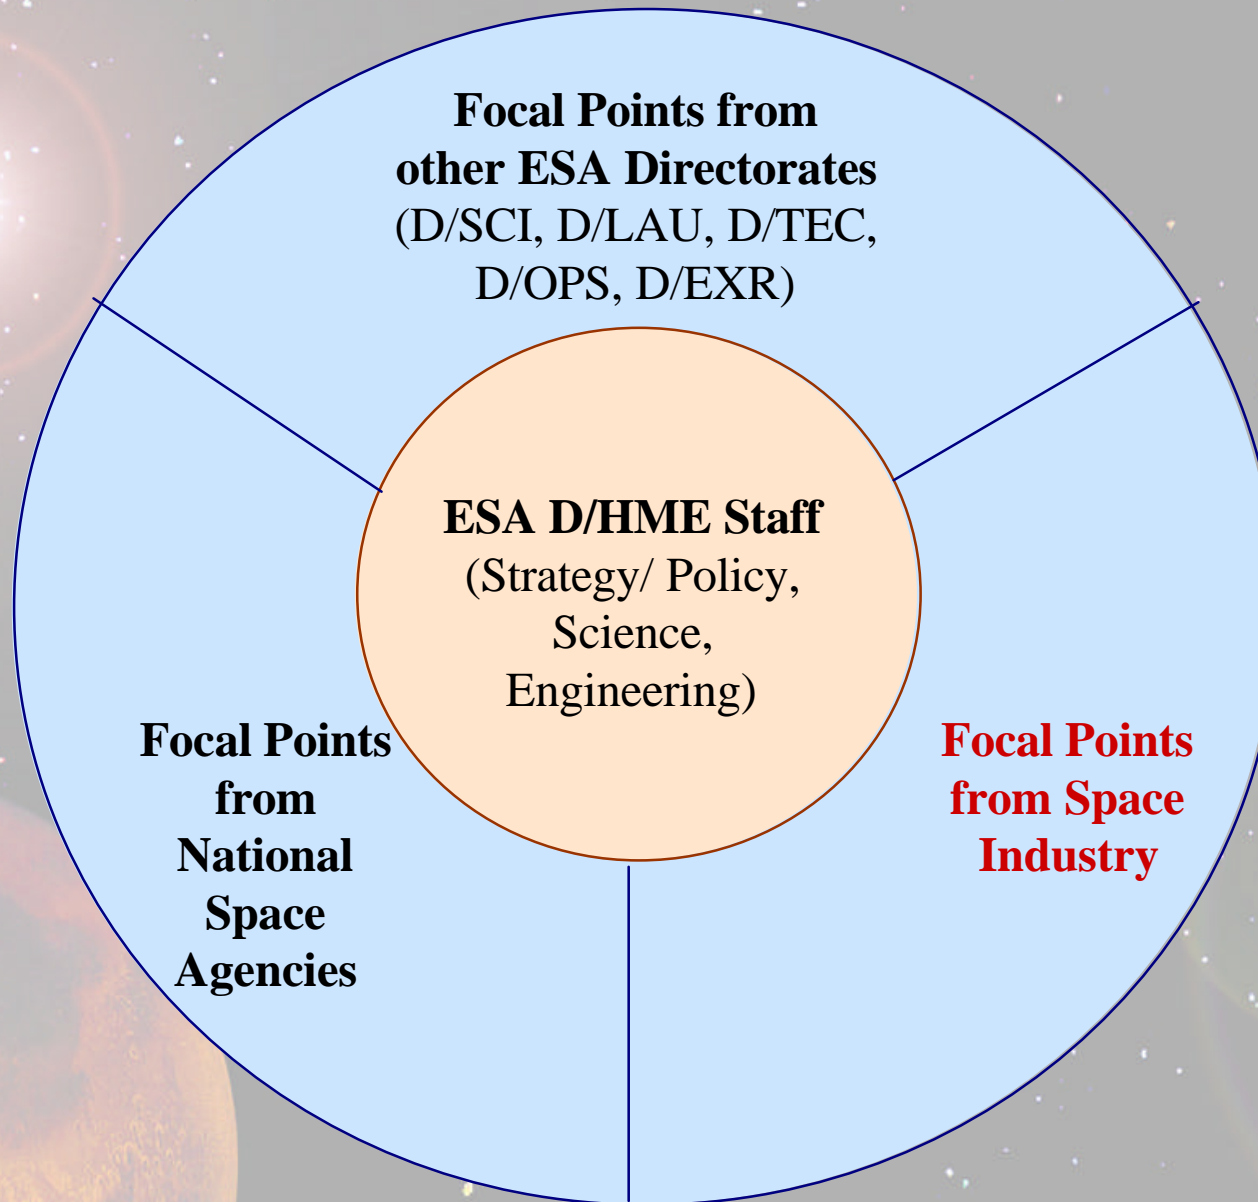 Focal Points from
other ESA Directorates
(D/SCI, D/LAU, D/TEC,
D/OPS, D/EXR)
ESA D/HME Staff
(Strategy/ Policy,
Science,
Engineering)
Focal Points
from
National
Space
Agencies
Focal Points
from Space
Industry